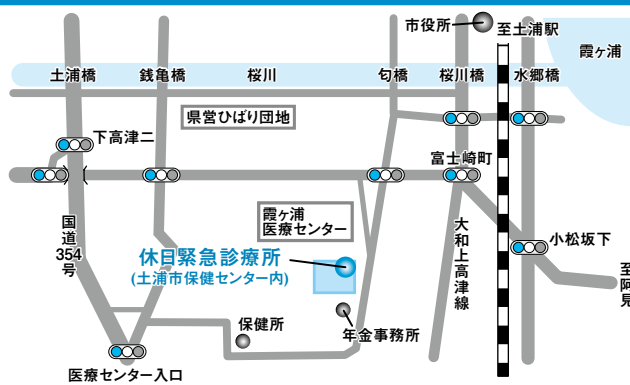 市役所
至土浦駅
霞ヶ浦
土浦橋
銭亀橋
桜川
匂橋
桜川橋
水郷橋
県営ひばり団地
下高津二
富士崎町
霞ヶ浦
医療センター
国道
354
号
大和上高津線
小松坂下
休日緊急診療所
(土浦市保健センター内)
至阿見
保健所
年金事務所
医療センター入口